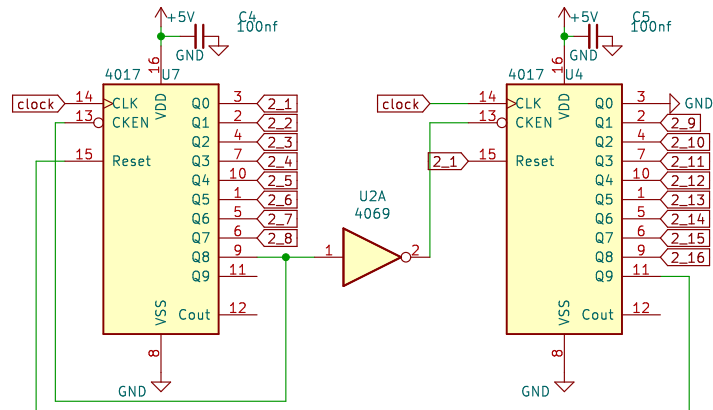 +5V
C4
100nf
GND
16
4017
U7
clock
14
CLK
VDD
Q0
3
2_1
13
CKEN
Q1
2
2_2
Q2
4
2_3
15
Reset
Q3
7
2_4
Q4
10
2_5
Q5
1
2_6
Q6
5
2_7
Q7
6
2_8
Q8
9
Q9
11
VSS
Cout
12
8
GND
U2A
4069
1
2
+5V
C5
100nf
GND
16
4017
U4
clock
14
CLK
VDD
Q0
3
GND
13
CKEN
Q1
2
2_9
Q2
4
2_10
2_1
15
Reset
Q3
7
2_11
Q4
10
2_12
Q5
1
2_13
Q6
5
2_14
Q7
6
2_15
Q8
9
2_16
Q9
11
VSS
Cout
12
8
GND